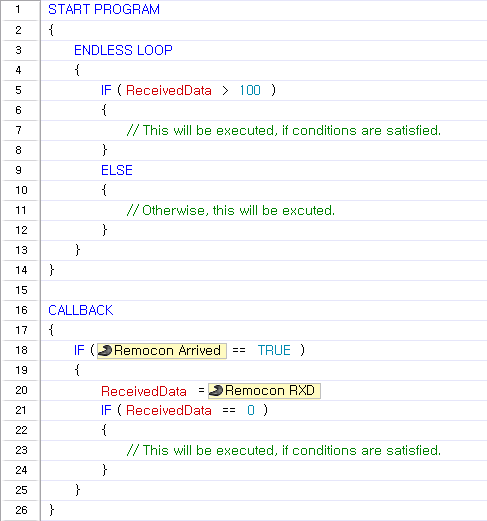 1 START PROGRAM
2 {
3 ENDLESS LOOP
4 {
5 IF ( ReceivedData > 100 )
6 {
7 // This will be executed, if conditions are satisfied.
8 }
9 ELSE
10 {
11 // Otherwise, this will be excuted.
12 }
13 }
14 }
15
16 CALLBACK
17 {
18 IF ( Remocon Arrived == TRUE )
19 {
20 ReceivedData = Remocon RXD
21 IF ( ReceivedData == 0 )
22 {
23 // This will be executed, if conditions are satisfied.
24 }
25 }
26 }